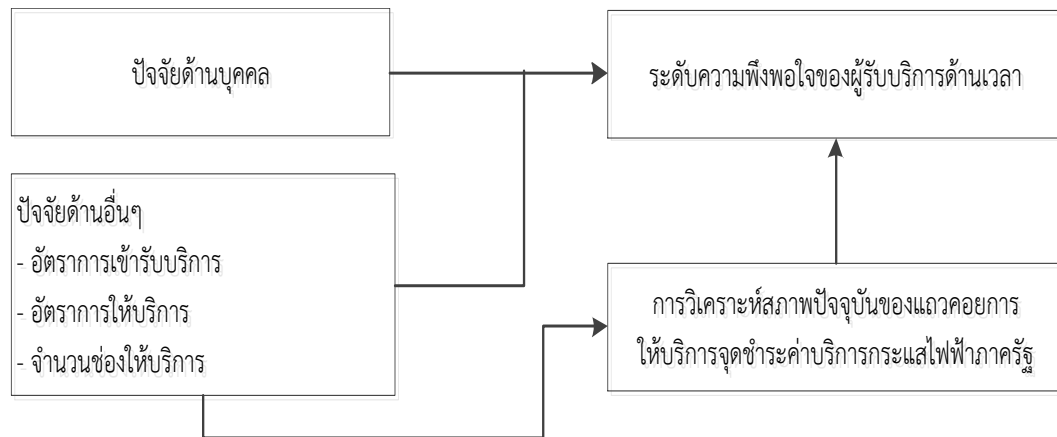 ปัจจัยด้านบุคคล
ระดับความพึงพอใจของผู้รับบริการด้านเวลา
ปัจจัยด้านอื่นๆ
- อัตราการเข้ารับบริการ
- อัตราการให้บริการ
- จำนวนช่องให้บริการ
การวิเคราะห์สภาพปัจจุบันของแถวคอยการ
ให้บริการจุดชำระค่าบริการกระแสไฟฟ้าภาครัฐ